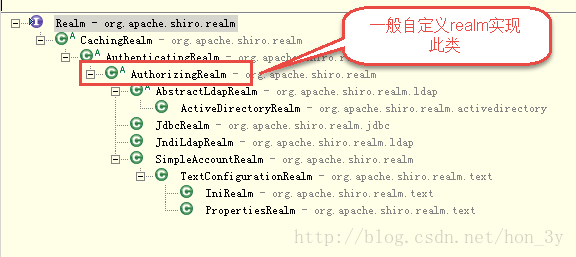 Realm - org.apache.shiro.realm
CachingRealm - org.apache.shiro.realm
AuthenticatingRealm - org.apache.shiro.realm
AuthorizingRealm - org.apache.shiro.realm
AbstractLdapRealm - org.apache.shiro.realm.ldap
ActiveDirectoryRealm - org.apache.shiro.realm.activedirectory
JdbcRealm - org.apache.shiro.realm.jdbc
JndiLdapRealm - org.apache.shiro.realm.ldap
SimpleAccountRealm - org.apache.shiro.realm
TextConfigurationRealm - org.apache.shiro.realm.text
IniRealm - org.apache.shiro.realm.text
PropertiesRealm - org.apache.shiro.realm.text
一般自定义realm实现
此类
http://blog.csdn.net/hon_3y